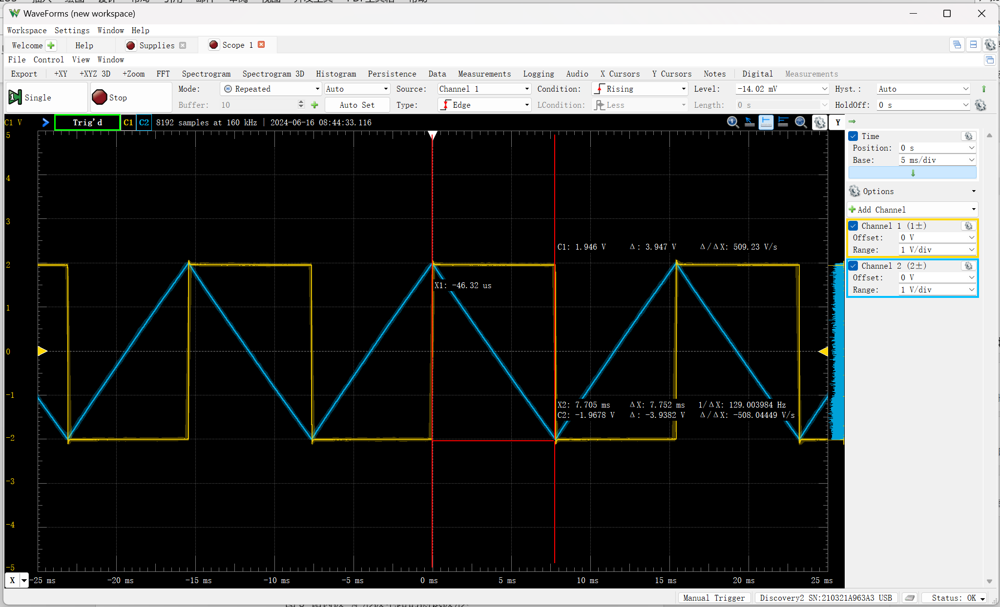 WaveForms (new workspace)
Workspace Settings Window Help
Welcome Help Supplies Scope 1
File Control View Window
Export +XY +XYZ 3D +Zoom FFT Spectrogram Spectrogram 3D Histogram Persistence Data Measurements Logging Audio X Cursors Y Cursors Notes Digital Measurements
Single Stop Mode: Repeated Auto Source: Channel 1 Condition: Rising Level: -14.02 mV Hyst.: Auto
Buffer: 10 Auto Set Type: Edge LCondition: Less Length: 0 s HoldOff: 0 s
C1 V Trig'd C1 C2 8192 samples at 160 kHz | 2024-06-16 08:44:33.116 Y
5
4
3
2
1
0
-1
-2
-3
-4
-5
C1: 1.946 V Δ: 3.947 V Δ/ΔX: 509.23 V/s
X1: -46.32 us
X2: 7.705 ms ΔX: 7.752 ms 1/ΔX: 129.003984 Hz
C2: -1.9678 V Δ: -3.9382 V Δ/ΔX: -508.04449 V/s
X -25 ms -20 ms -15 ms -10 ms -5 ms 0 ms 5 ms 10 ms 15 ms 20 ms 25 ms
Time
Position: 0 s
Base: 5 ms/div
Options
Add Channel
Channel 1 (1±)
Offset: 0 V
Range: 1 V/div
Channel 2 (2±)
Offset: 0 V
Range: 1 V/div
Manual Trigger Discovery2 SN:210321A963A3 USB Status: OK